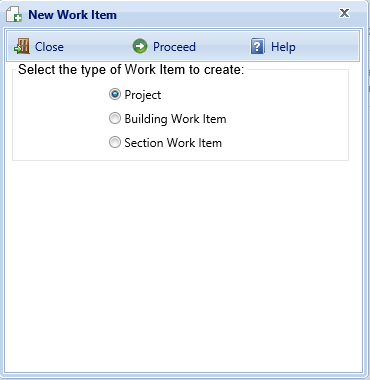 New Work Item
Close Proceed Help
Select the type of Work Item to create:
Project
Building Work Item
Section Work Item